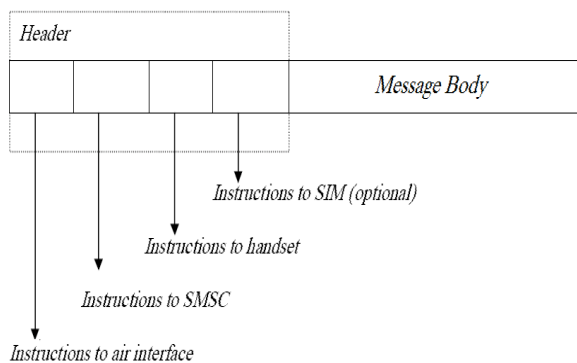 Header
Message Body
Instructions to SIM (optional)
Instructions to handset
Instructions to SMSC
Instructions to air interface